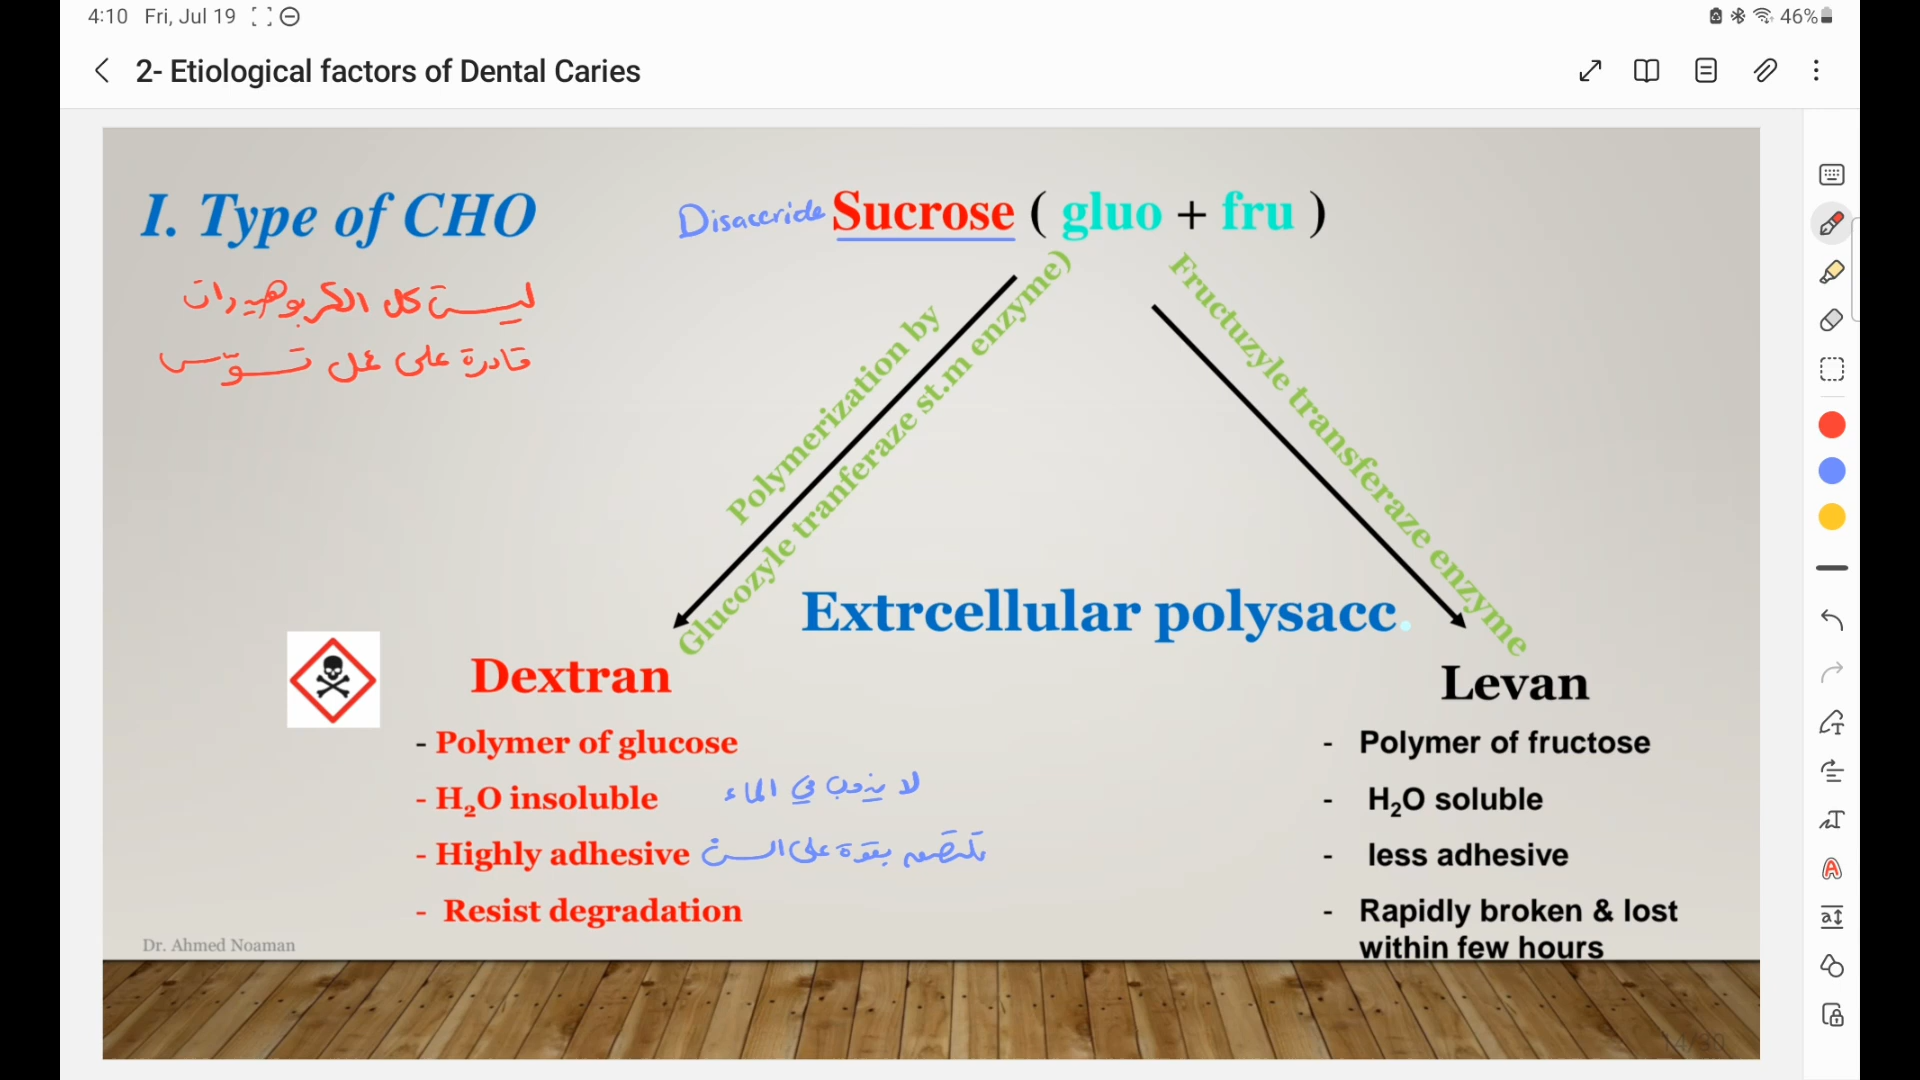 4:10 Fri, Jul 19
46%
2- Etiological factors of Dental Caries
I. Type of CHO
Disaccride Sucrose ( gluo + fru )
ليست كل الكربوهيدرات
قادرة على عمل تسوّس
Polymerization by
Glucozyle tranferaze st.m enzyme)
Fructuzyle transferaze enzyme
Extrcellular polysacc.
Dextran
- Polymer of glucose
- H₂O insoluble لا يذوب في الماء
- Highly adhesive تلتصق بقوة على السن
- Resist degradation
Levan
- Polymer of fructose
- H₂O soluble
- less adhesive
- Rapidly broken & lost
within few hours
Dr. Ahmed Noaman